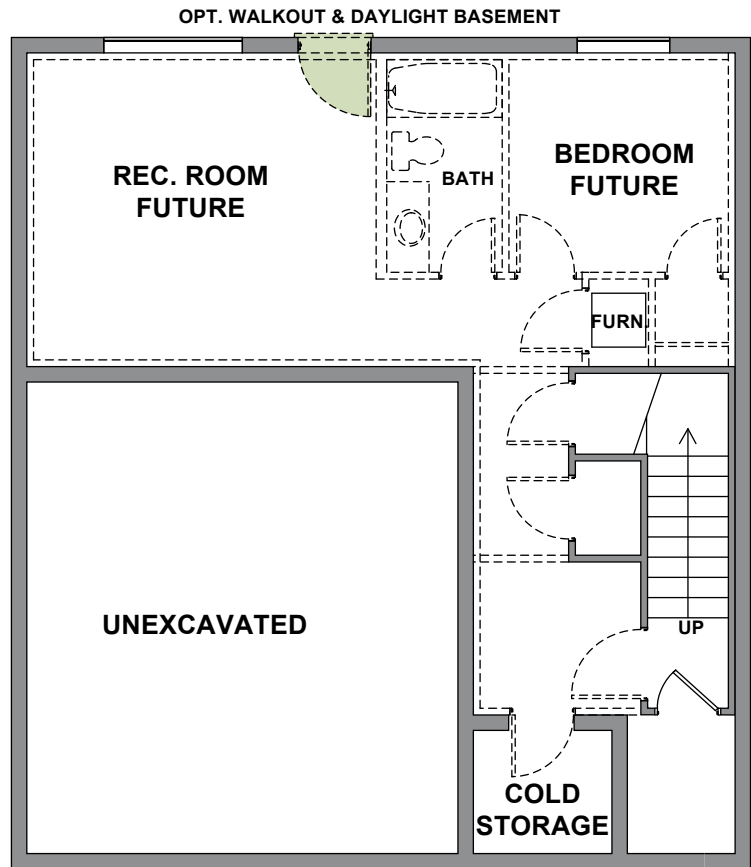 OPT. WALKOUT & DAYLIGHT BASEMENT
REC. ROOM
FUTURE
BATH
BEDROOM
FUTURE
FURN.
UNEXCAVATED
UP
COLD
STORAGE